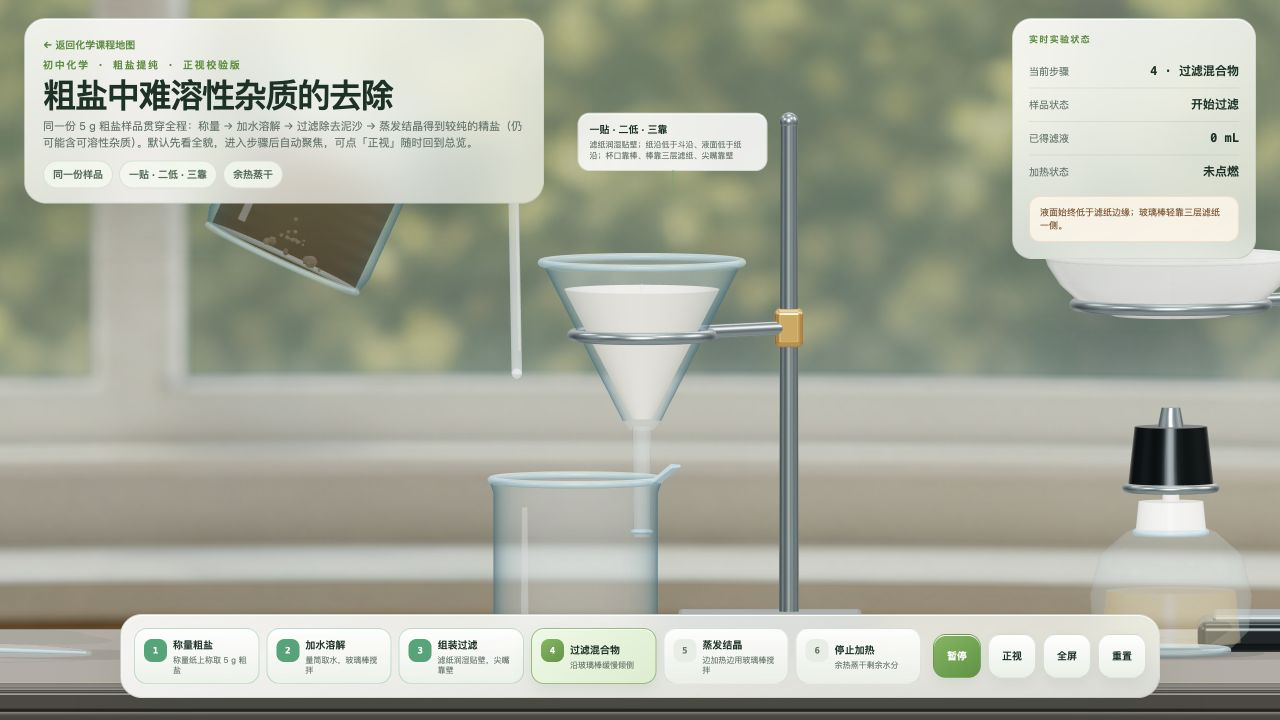 ← 返回化学课程地图
初中化学 · 粗盐提纯 · 正视校验版
粗盐中难溶性杂质的去除
同一份 5 g 粗盐样品贯穿全程：称量 → 加水溶解 → 过滤除去泥沙 → 蒸发结晶得到较纯的精盐（仍
可能含可溶性杂质）。默认先看全貌，进入步骤后自动聚焦，可点「正视」随时回到总览。
同一份样品
一贴 · 二低 · 三靠
余热蒸干
一贴 · 二低 · 三靠
滤纸润湿贴壁；纸沿低于斗沿、液面低于纸
沿；杯口靠棒、棒靠三层滤纸、尖嘴靠壁
实时实验状态
当前步骤 4 · 过滤混合物
样品状态 开始过滤
已得滤液 0 mL
加热状态 未点燃
液面始终低于滤纸边缘；玻璃棒轻靠三层滤纸
一侧。
1 称量粗盐
称量纸上称取 5 g 粗
盐
2 加水溶解
量筒取水，玻璃棒搅
拌
3 组装过滤
滤纸润湿贴壁，尖嘴
靠壁
4 过滤混合物
沿玻璃棒缓慢倾倒
5 蒸发结晶
边加热边用玻璃棒搅
拌
6 停止加热
余热蒸干剩余水分
暂停
正视
全屏
重置